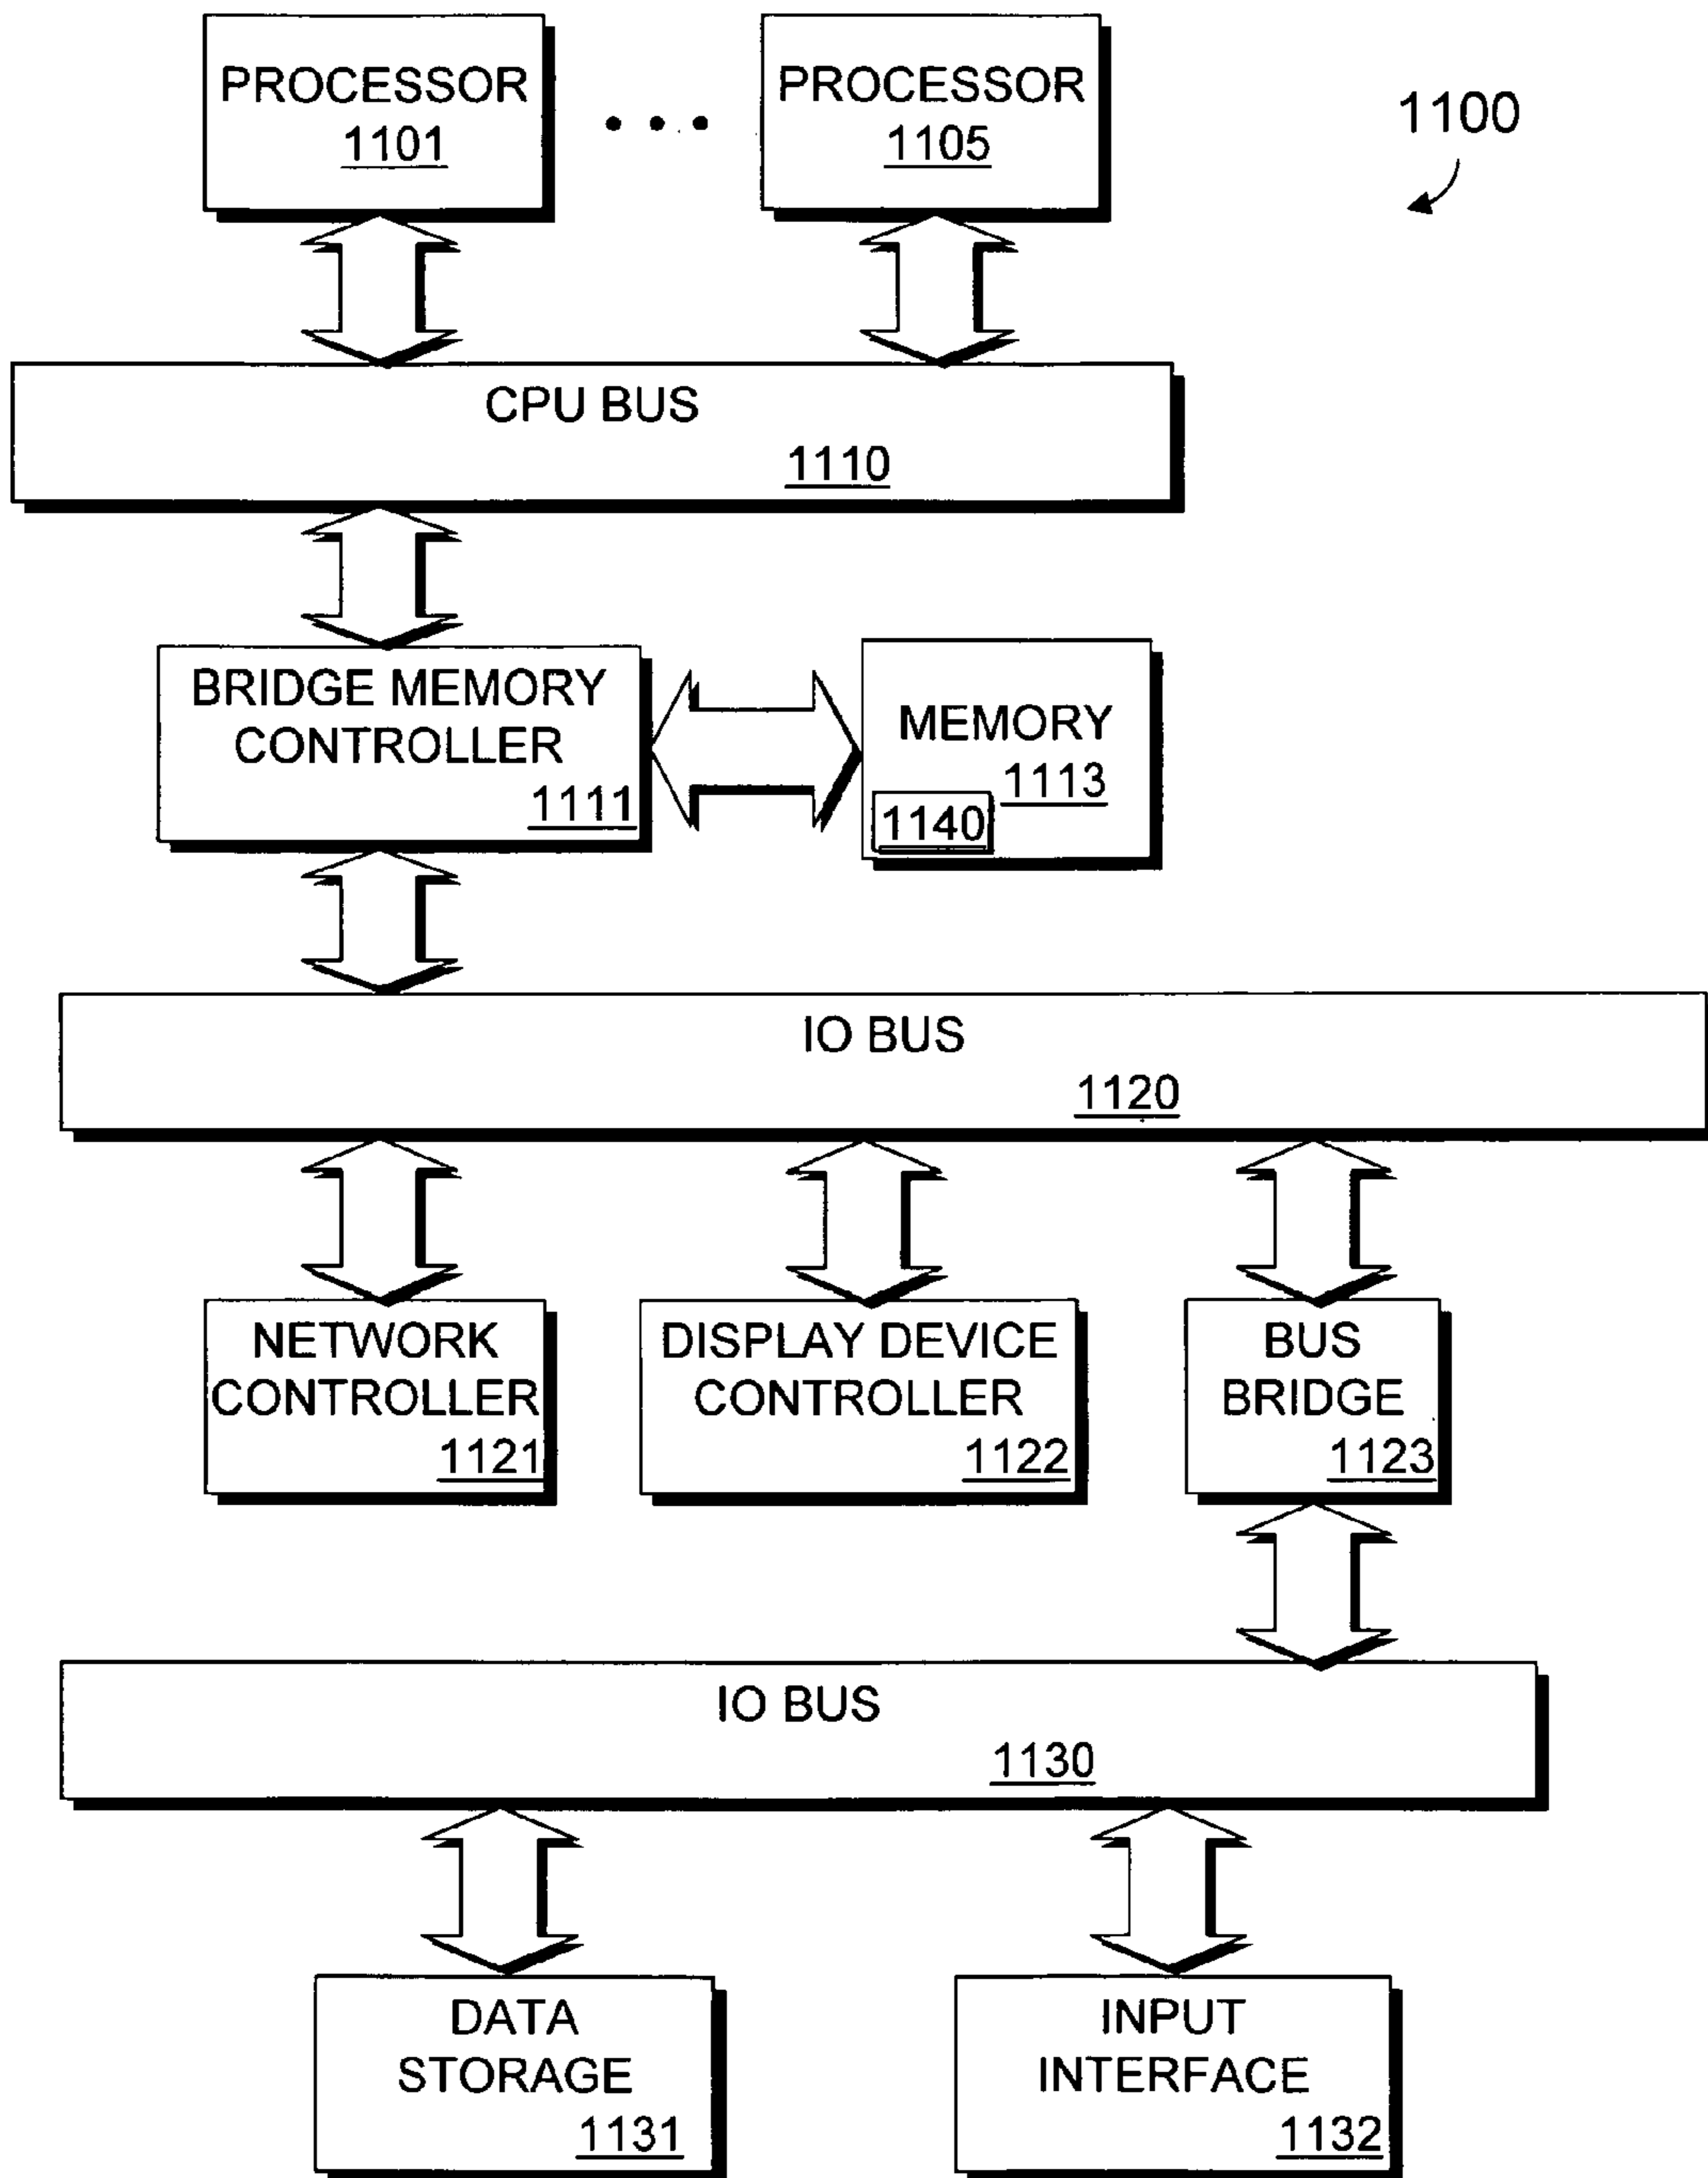 PROCESSOR
1101
PROCESSOR
1105
1100
CPU BUS
1110
BRIDGE MEMORY
CONTROLLER
1111
MEMORY
1113
1140
IO BUS
1120
NETWORK
CONTROLLER
1121
DISPLAY DEVICE
CONTROLLER
1122
BUS
BRIDGE
1123
IO BUS
1130
DATA
STORAGE
1131
INPUT
INTERFACE
1132